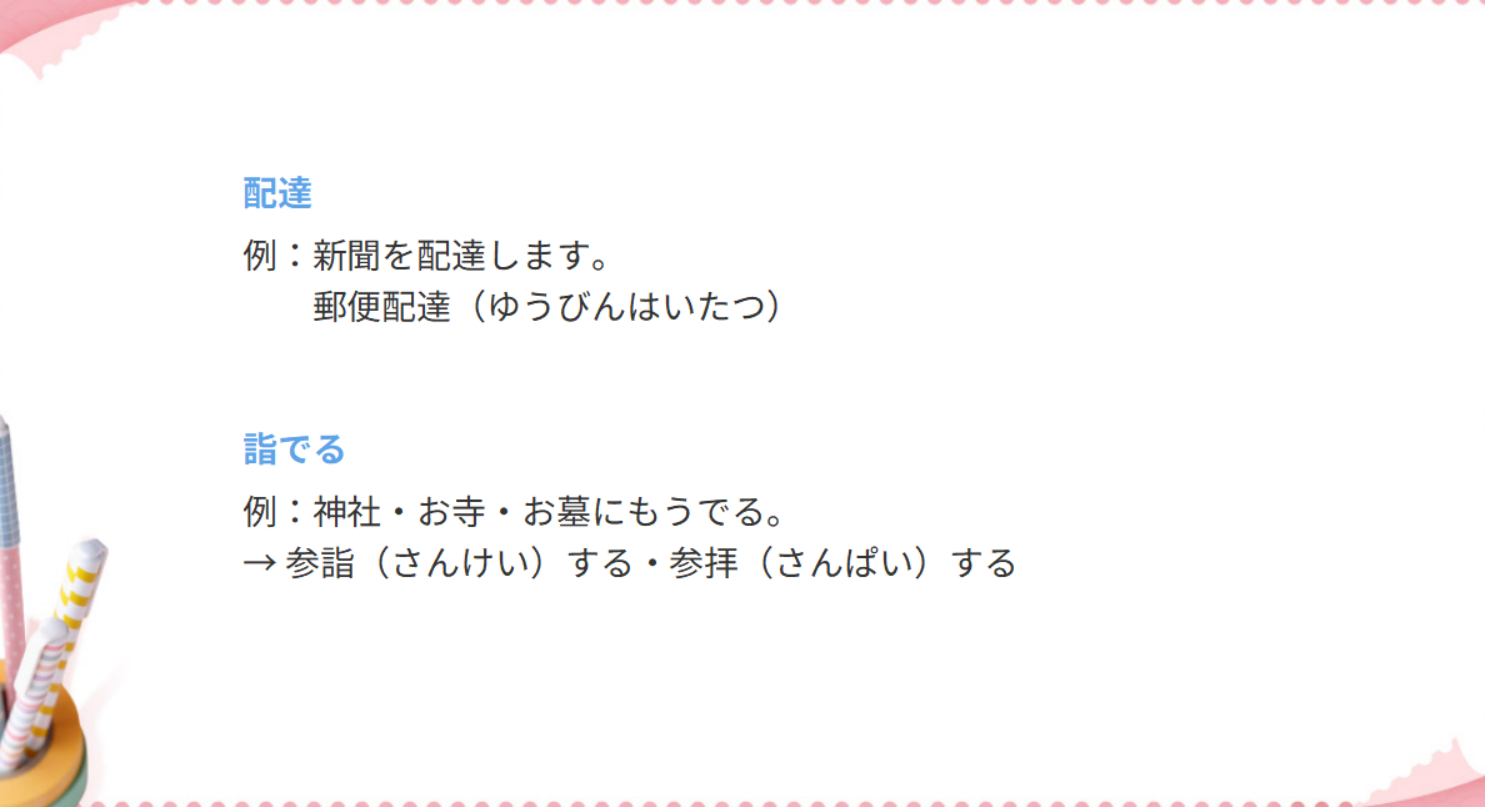 配達
例：新聞を配達します。
郵便配達（ゆうびんはいたつ）
詣でる
例：神社・お寺・お墓にもうでる。
→ 参詣（さんけい）する・参拝（さんぱい）する